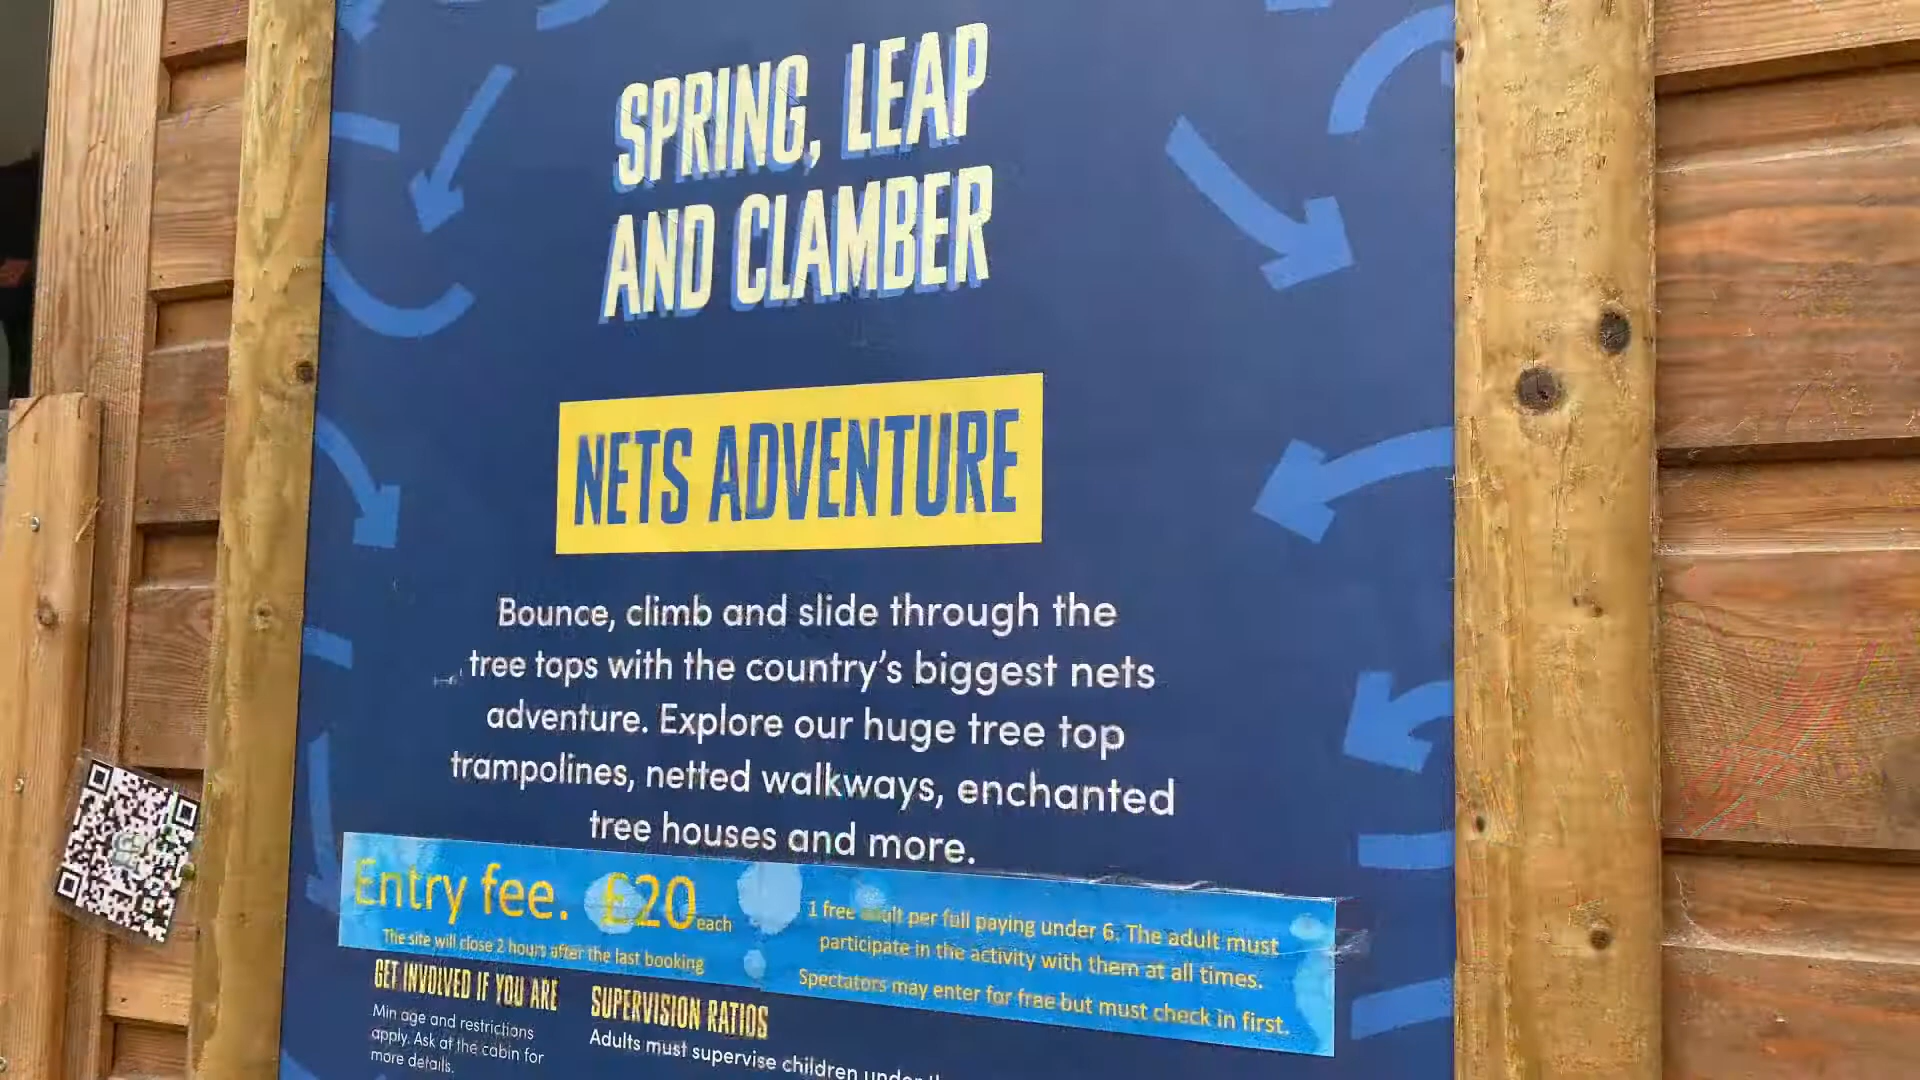 SPRING, LEAP
AND CLAMBER
NETS ADVENTURE
Bounce, climb and slide through the
tree tops with the country's biggest nets
adventure. Explore our huge tree top
trampolines, netted walkways, enchanted
tree houses and more.
Entry fee. £20 each
The site will close 2 hours after the last booking
1 free adult per full paying under 6. The adult must
participate in the activity with them at all times.
Spectators may enter for free but must check in first.
GET INVOLVED IF YOU ARE
Min age and restrictions
apply. Ask at the cabin for
more details.
SUPERVISION RATIOS
Adults must supervise children under